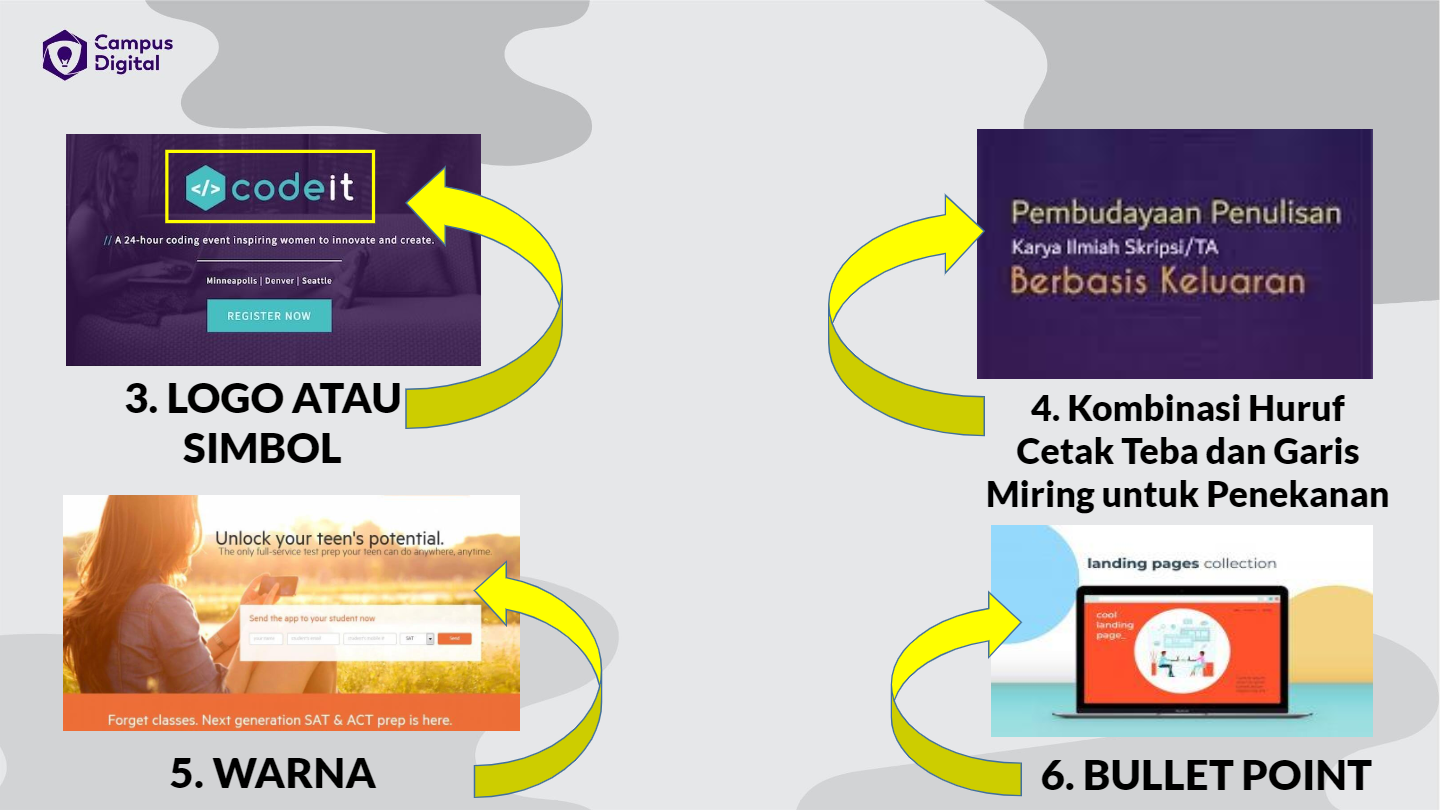 Campus
Digital
</> codeit
// A 24-hour coding event inspiring women to innovate and create.
Minneapolis | Denver | Seattle
REGISTER NOW
3. LOGO ATAU
SIMBOL
Pembudayaan Penulisan
Karya Ilmiah Skripsi/TA
Berbasis Keluaran
4. Kombinasi Huruf
Cetak Teba dan Garis
Miring untuk Penekanan
Unlock your teen's potential.
The only full-service test prep your teen can do anywhere, anytime.
Send the app to your student now
your name
SAT
Send
Forget classes. Next generation SAT & ACT prep is here.
5. WARNA
landing pages collection
cool
landing
page_
6. BULLET POINT